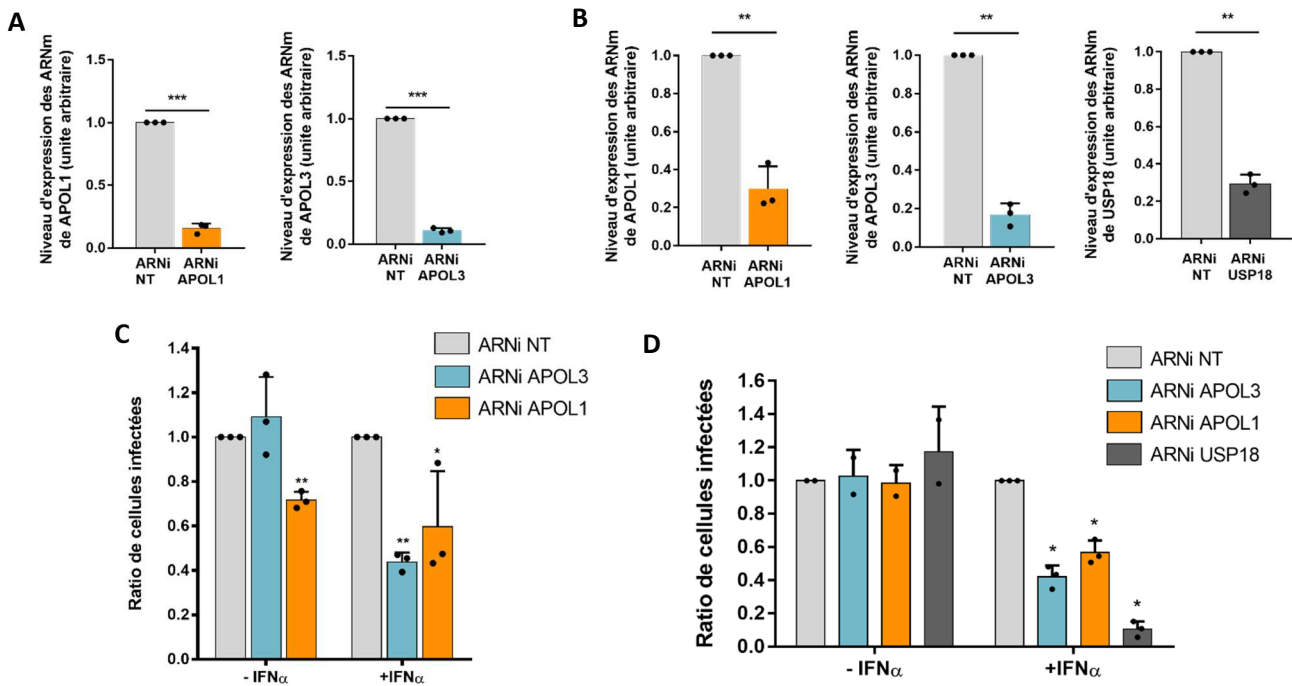 A
Niveau d'expression des ARNm
de APOL1 (unite arbitraire)
1.5
1.0
0.5
0.0
***
ARNi
NT
ARNi
APOL1
Niveau d'expression des ARNm
de APOL3 (unite arbitraire)
1.5
1.0
0.5
0.0
***
ARNi
NT
ARNi
APOL3
B
Niveau d'expression des ARNm
de APOL1 (unite arbitraire)
1.0
0.8
0.6
0.4
0.2
0.0
**
ARNi
NT
ARNi
APOL1
Niveau d'expression des ARNm
de APOL3 (unite arbitraire)
1.0
0.8
0.6
0.4
0.2
0.0
**
ARNi
NT
ARNi
APOL3
Niveau d'expression des ARNm
de USP18 (unite arbitraire)
1.0
0.8
0.6
0.4
0.2
0.0
**
ARNi
NT
ARNi
USP18
C
Ratio de cellules infectées
1.4
1.2
1.0
0.8
0.6
0.4
0.2
0.0
**
**
*
- IFNα
+IFNα
ARNi NT
ARNi APOL3
ARNi APOL1
D
Ratio de cellules infectées
1.6
1.4
1.2
1.0
0.8
0.6
0.4
0.2
0.0
*
*
*
- IFNα
+IFNα
ARNi NT
ARNi APOL3
ARNi APOL1
ARNi USP18